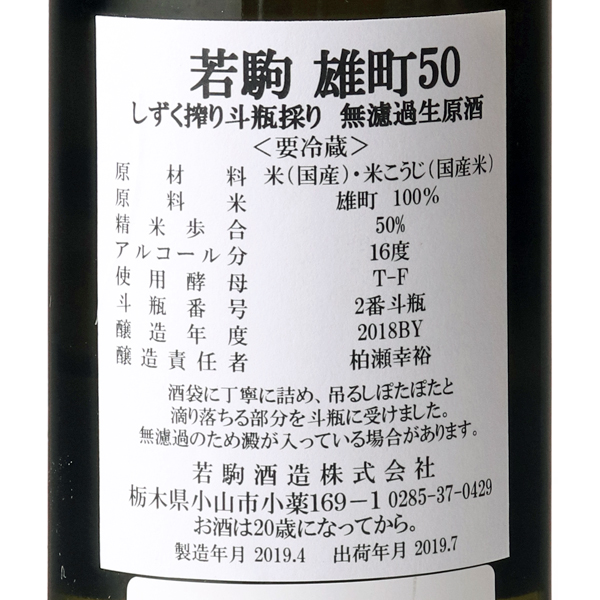 若駒 雄町50
しずく搾り斗瓶採り 無濾過生原酒
＜要冷蔵＞
原材料 米（国産）・米こうじ（国産米）
原料米 雄町 100%
精米歩合 50%
アルコール分 16度
使用酵母 T-F
斗瓶番号 2番斗瓶
醸造年度 2018BY
醸造責任者 柏瀬幸裕
酒袋に丁寧に詰め、吊るしぽたぽたと
滴り落ちる部分を斗瓶に受けました。
無濾過のため澱が入っている場合があります。
若駒酒造株式会社
栃木県小山市小薬169－1 0285-37-0429
お酒は20歳になってから。
製造年月 2019.4 出荷年月 2019.7